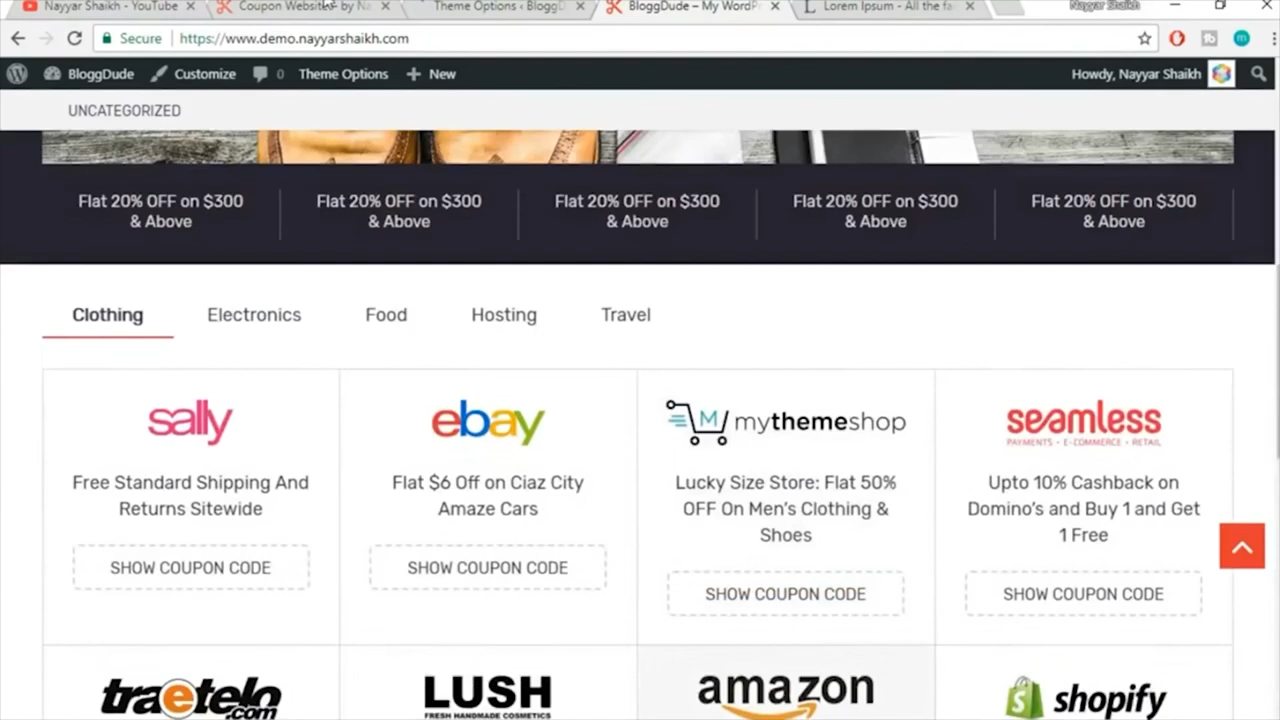 Nayyar Shaikh - YouTube
Coupon Websites by Na
Theme Options ‹ BloggD
BloggDude – My WordPr
Lorem Ipsum - All the fa
Nayyar Shaikh
Secure
https://www.demo.nayyarshaikh.com
BloggDude
Customize
0
Theme Options
New
Howdy, Nayyar Shaikh
UNCATEGORIZED
Flat 20% OFF on $300
& Above
Flat 20% OFF on $300
& Above
Flat 20% OFF on $300
& Above
Flat 20% OFF on $300
& Above
Flat 20% OFF on $300
& Above
Clothing
Electronics
Food
Hosting
Travel
sally
Free Standard Shipping And
Returns Sitewide
SHOW COUPON CODE
ebay
Flat $6 Off on Ciaz City
Amaze Cars
SHOW COUPON CODE
M mythemeshop
Lucky Size Store: Flat 50%
OFF On Men's Clothing &
Shoes
SHOW COUPON CODE
seamless
PAYMENTS - E-COMMERCE - RETAIL
Upto 10% Cashback on
Domino's and Buy 1 and Get
1 Free
SHOW COUPON CODE
traetelo
.com
LUSH
FRESH HANDMADE COSMETICS
amazon
shopify